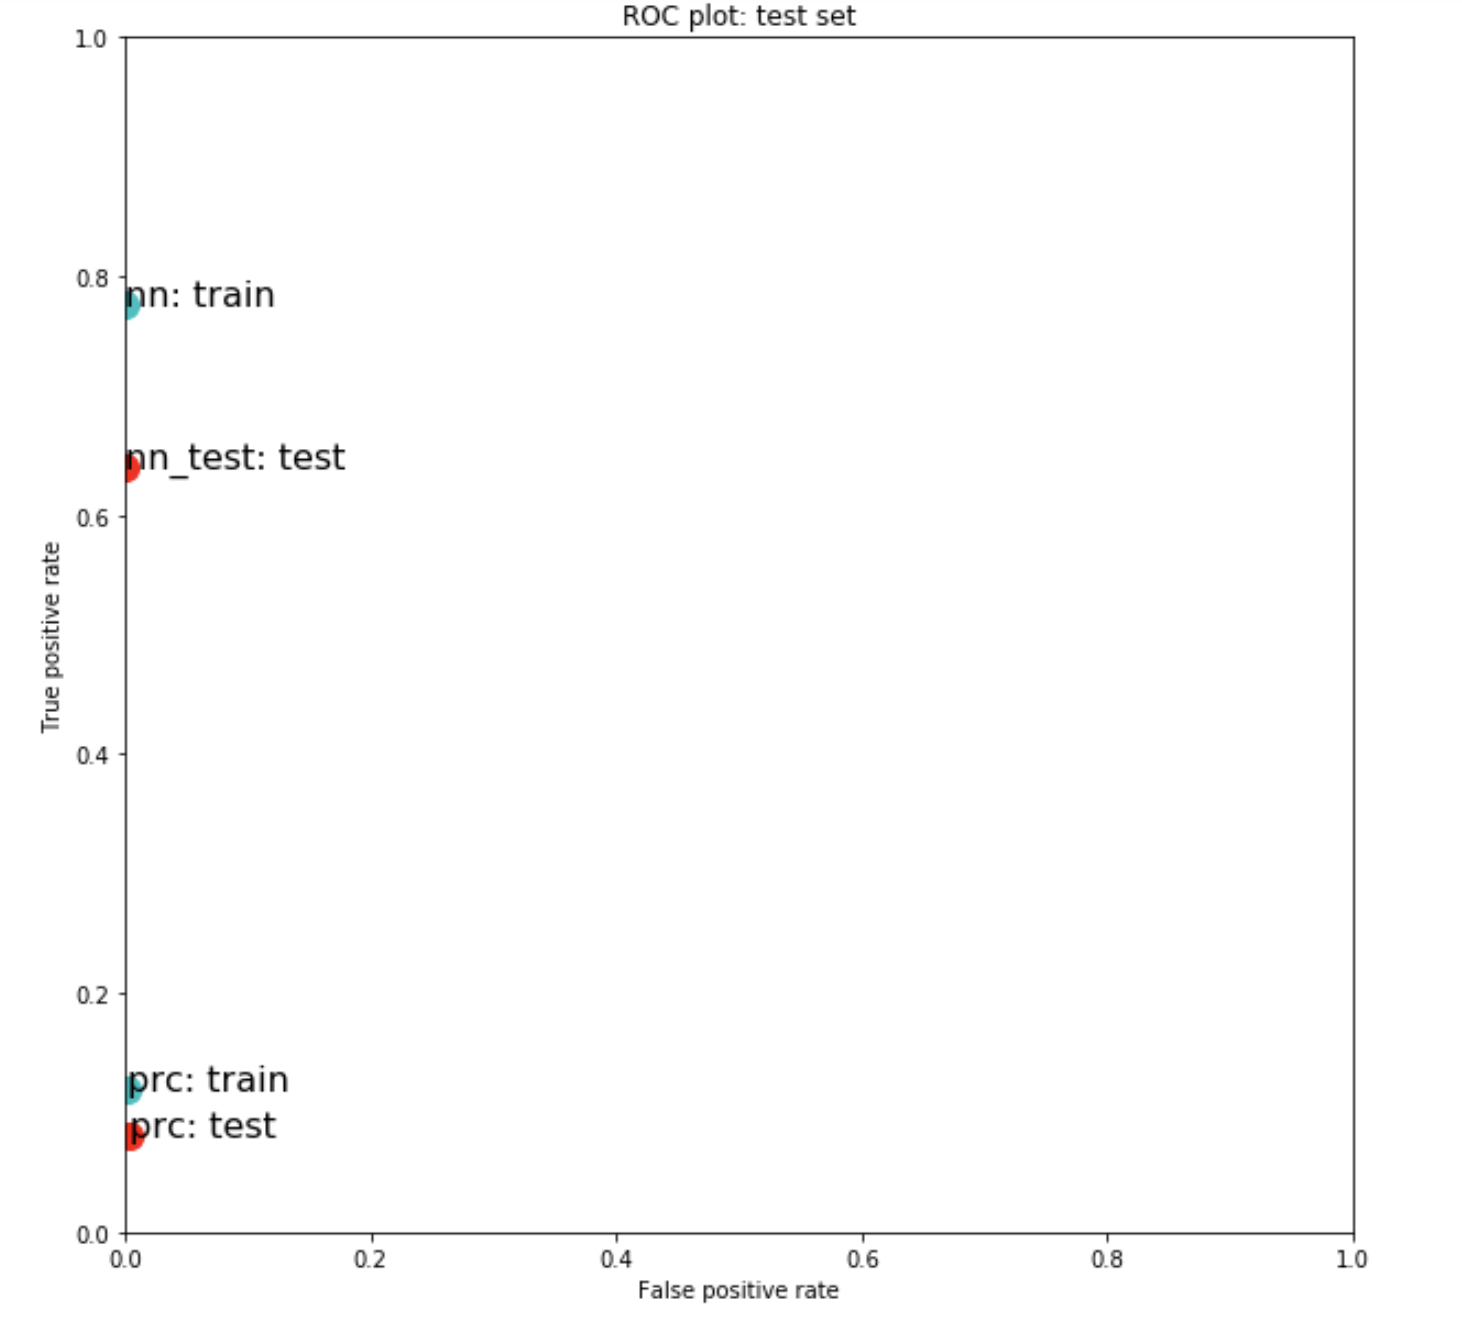 ROC plot: test set
1.0
0.8
nn: train
nn_test: test
0.6
True positive rate
0.4
0.2
prc: train
prc: test
0.0
0.0 0.2 0.4 0.6 0.8 1.0
False positive rate